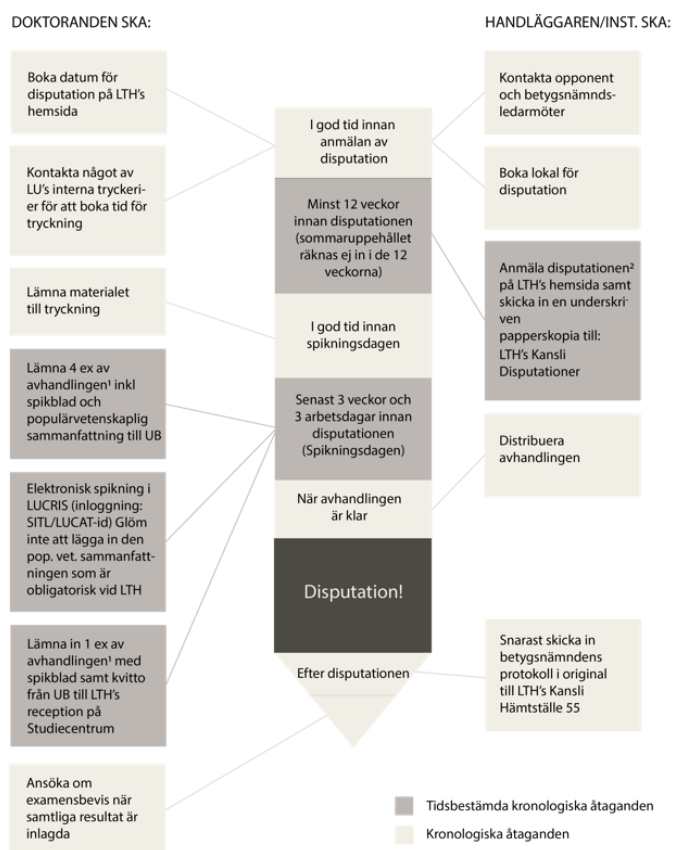 DOKTORANDEN SKA:
Boka datum för
disputation på LTH's
hemsida
Kontakta något av
LU's interna tryckeri-
er för att boka tid för
tryckning
Lämna materialet
till tryckning
Lämna 4 ex av
avhandlingen¹ inkl
spikblad och
populärvetenskaplig
sammanfattning till UB
Elektronisk spikning i
LUCRIS (inloggning:
SITL/LUCAT-id) Glöm
inte att lägga in den
pop. vet. sammanfatt-
ningen som är
obligatorisk vid LTH
Lämna in 1 ex av
avhandlingen¹ med
spikblad samt kvitto
från UB till LTH's
reception på
Studiecentrum
Ansöka om
examensbevis när
samtliga resultat är
inlagda
I god tid innan
anmälan av
disputation
Minst 12 veckor
innan disputationen
(sommaruppehållet
räknas ej in i de 12
veckorna)
I god tid innan
spikningsdagen
Senast 3 veckor och
3 arbetsdagar innan
disputationen
(Spikningsdagen)
När avhandlingen
är klar
Disputation!
Efter disputationen
HANDLÄGGAREN/INST. SKA:
Kontakta opponent
och betygsnämnds-
ledarmöter
Boka lokal för
disputation
Anmäla disputationen²
på LTH's hemsida samt
skicka in en underskri-
ven
papperskopia till:
LTH's Kansli
Disputationer
Distribuera
avhandlingen
Snarast skicka in
betygsnämndens
protokoll i original
till LTH's Kansli
Hämtställe 55
Tidsbestämda kronologiska åtaganden
Kronologiska åtaganden